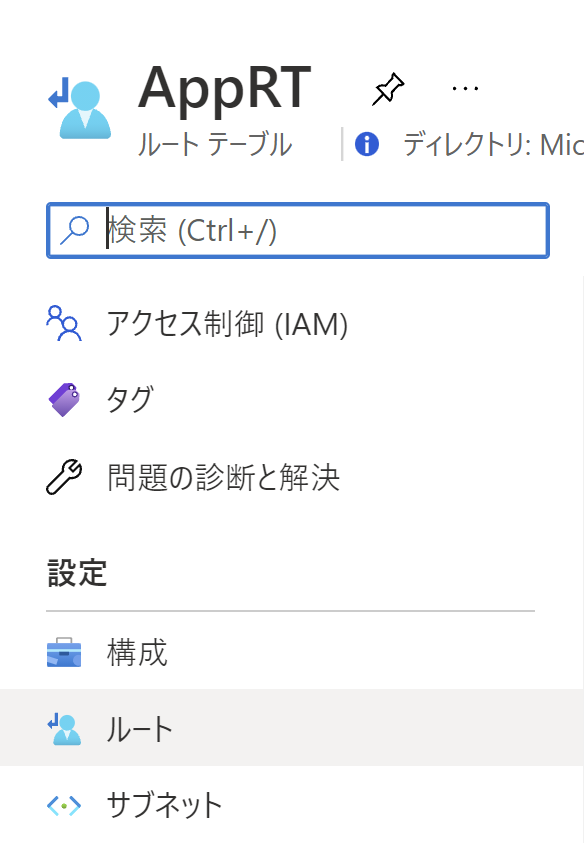 AppRT
ルート テーブル
ディレクトリ: Mic
検索 (Ctrl+/)
アクセス制御 (IAM)
タグ
問題の診断と解決
設定
構成
ルート
サブネット